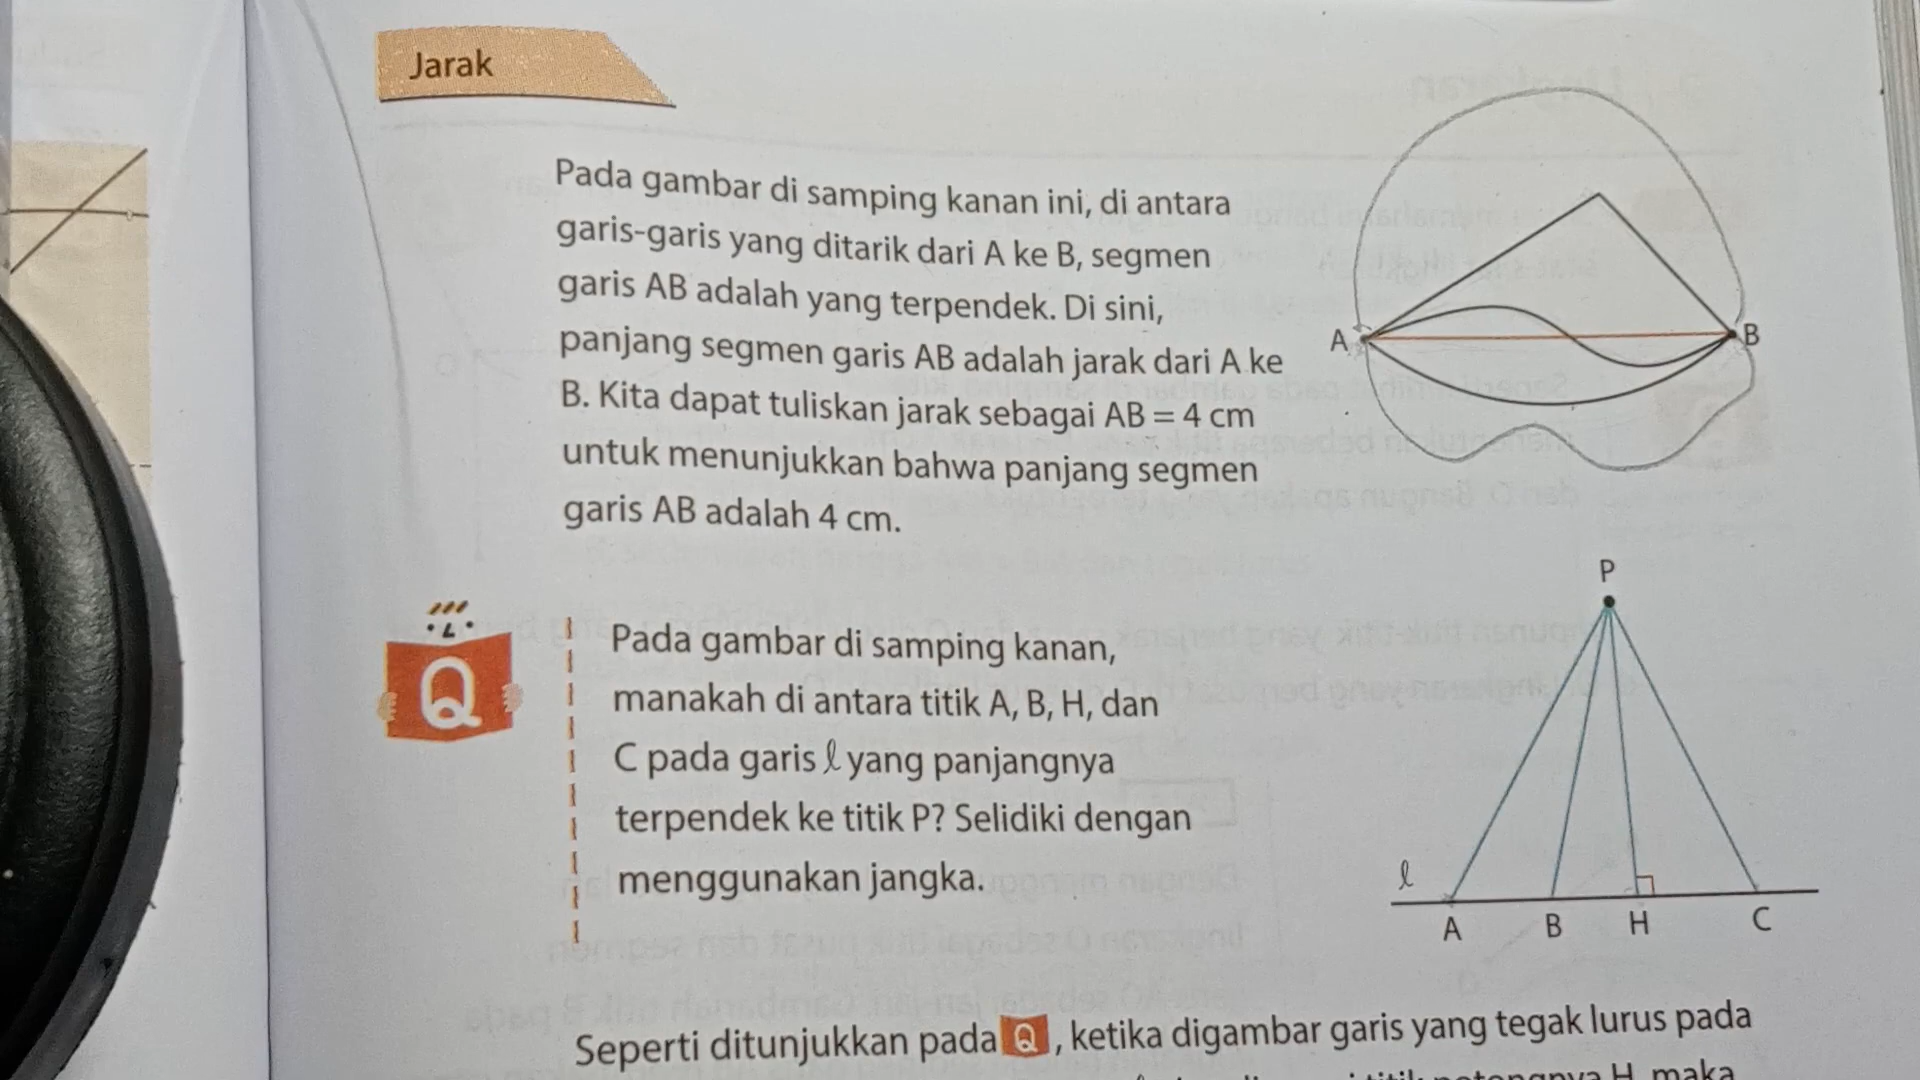 Jarak
Pada gambar di samping kanan ini, di antara
garis-garis yang ditarik dari A ke B, segmen
garis AB adalah yang terpendek. Di sini,
panjang segmen garis AB adalah jarak dari A ke
B. Kita dapat tuliskan jarak sebagai AB = 4 cm
untuk menunjukkan bahwa panjang segmen
garis AB adalah 4 cm.
A
B
Q
Pada gambar di samping kanan,
manakah di antara titik A, B, H, dan
C pada garis ℓ yang panjangnya
terpendek ke titik P? Selidiki dengan
menggunakan jangka.
P
ℓ
A B H C
Seperti ditunjukkan pada Q, ketika digambar garis yang tegak lurus pada
H, maka